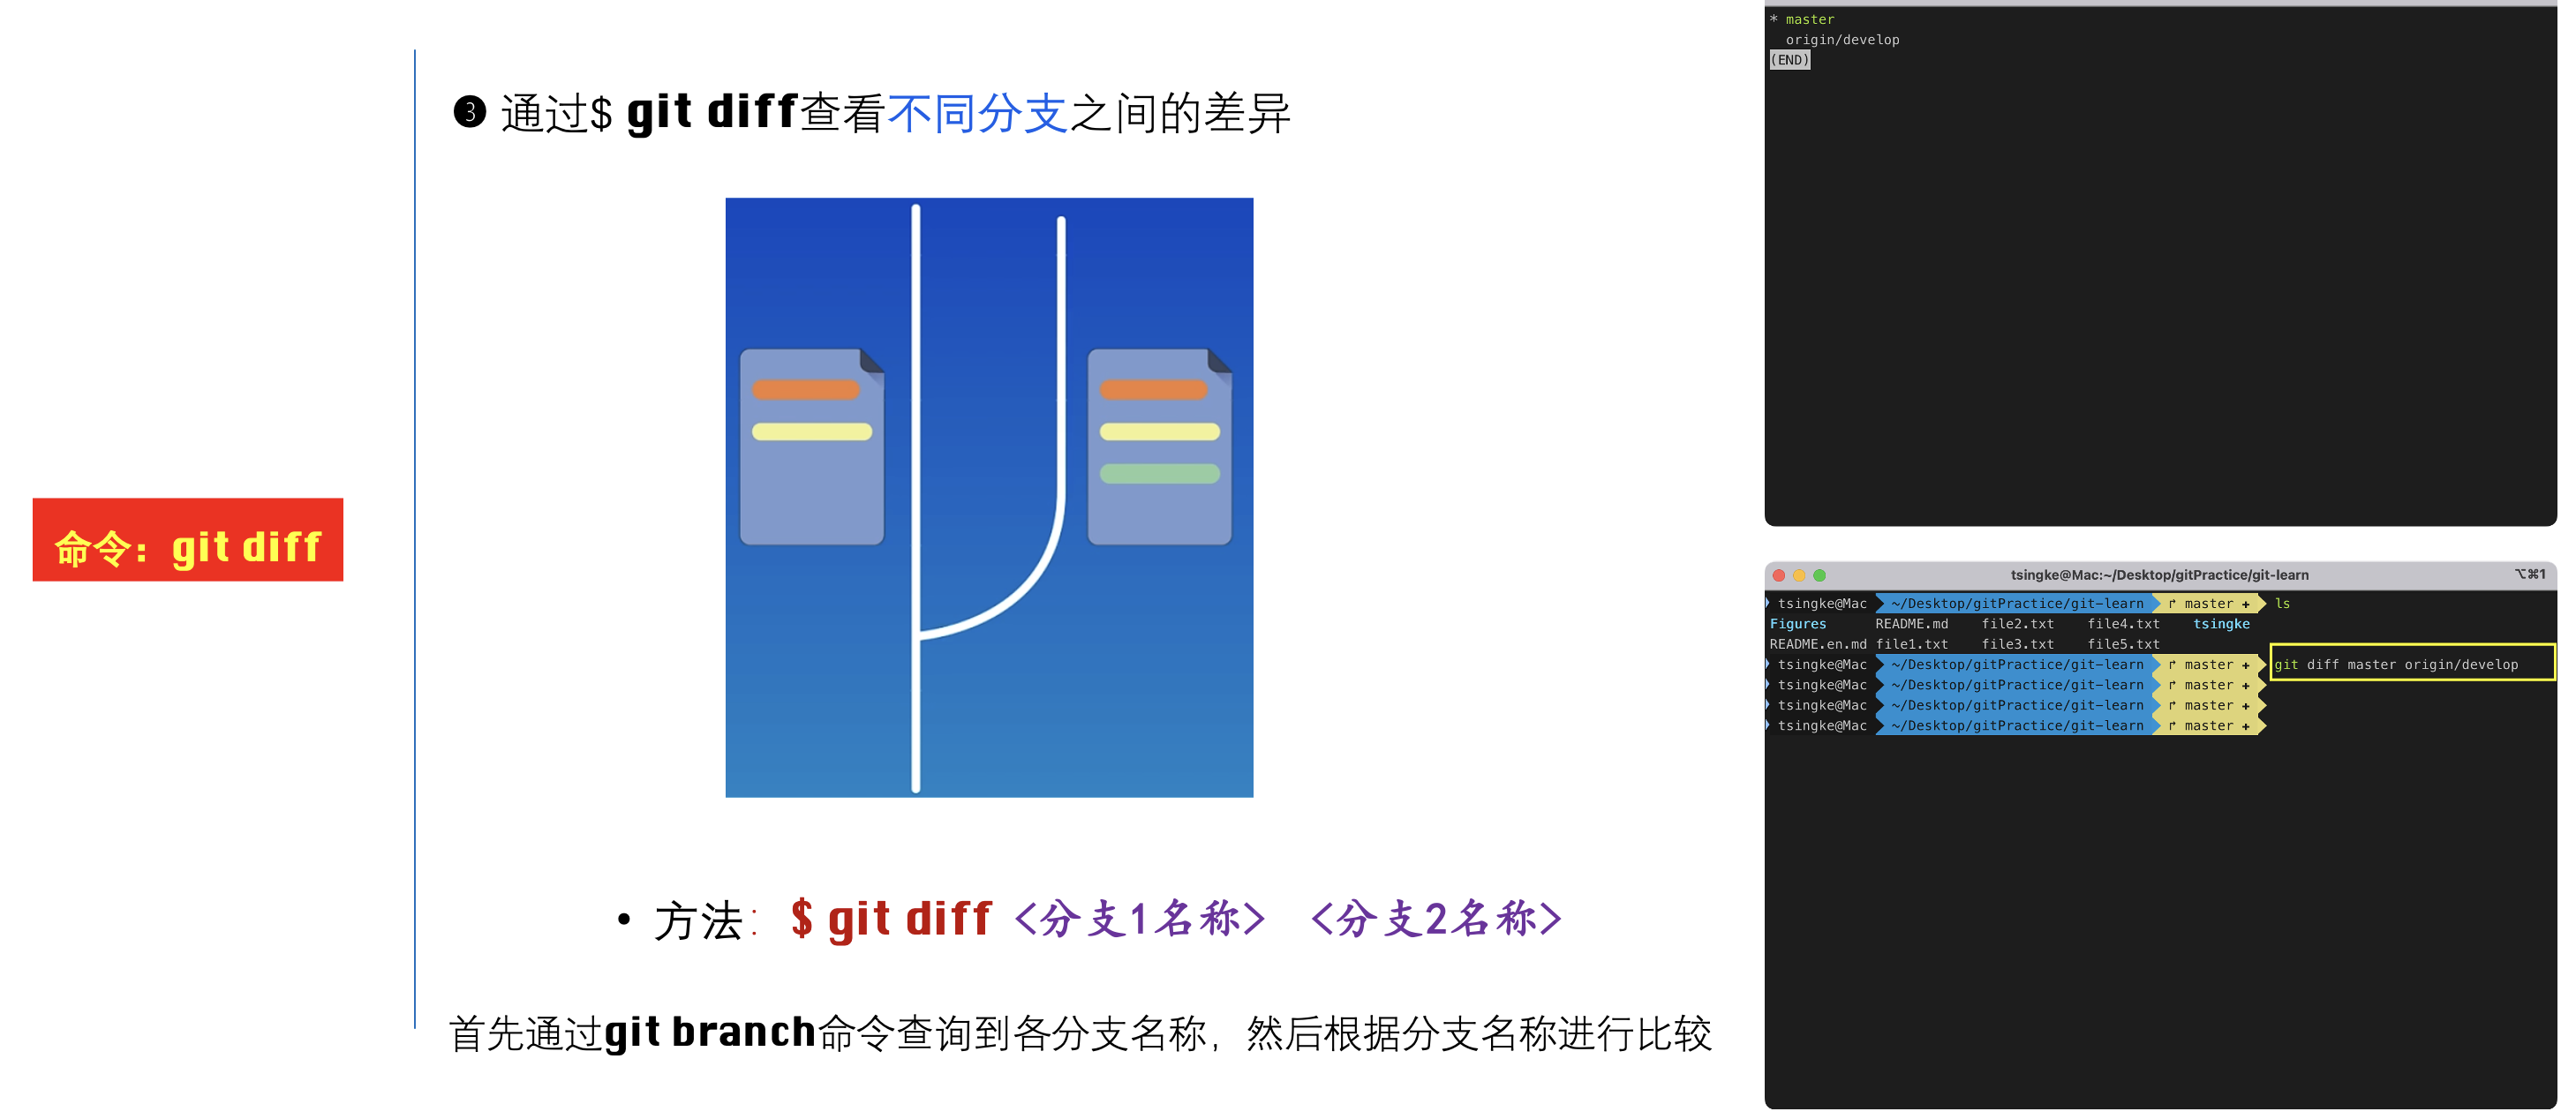 命令：git diff
❸ 通过$ git diff查看不同分支之间的差异
• 方法：$ git diff <分支1名称> <分支2名称>
首先通过git branch命令查询到各分支名称，然后根据分支名称进行比较
* master
origin/develop
(END)
tsingke@Mac:~/Desktop/gitPractice/git-learn ⌥⌘1
tsingke@Mac ~/Desktop/gitPractice/git-learn ↱ master + ls
Figures README.md file2.txt file4.txt tsingke
README.en.md file1.txt file3.txt file5.txt
tsingke@Mac ~/Desktop/gitPractice/git-learn ↱ master + git diff master origin/develop
tsingke@Mac ~/Desktop/gitPractice/git-learn ↱ master +
tsingke@Mac ~/Desktop/gitPractice/git-learn ↱ master +
tsingke@Mac ~/Desktop/gitPractice/git-learn ↱ master +